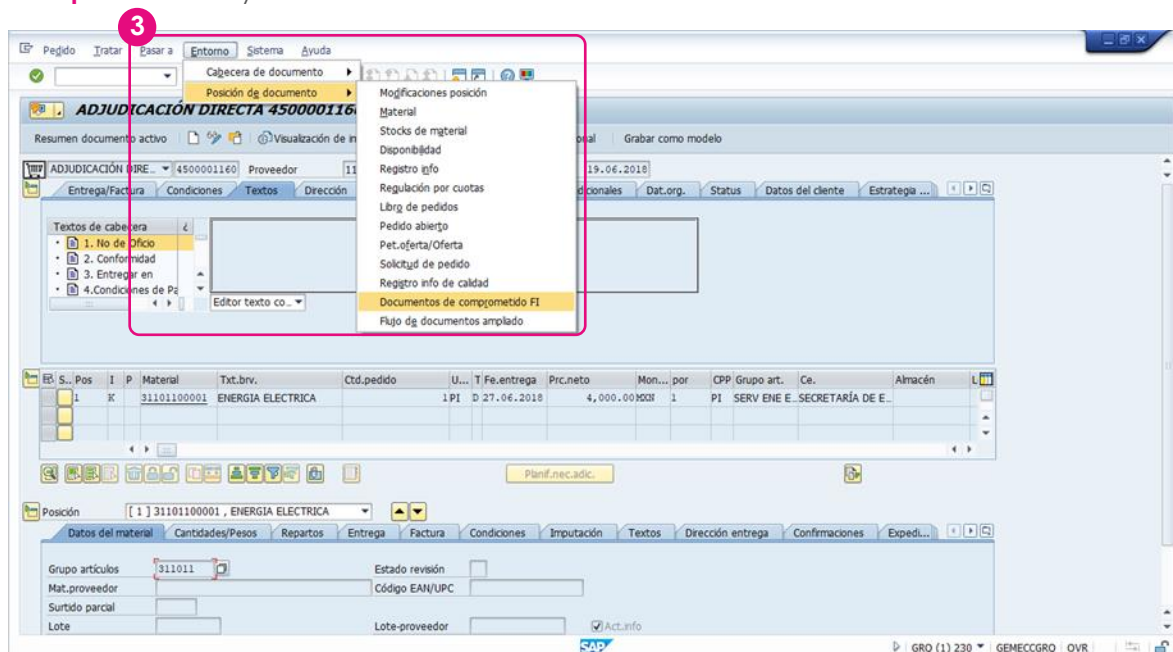 3
Pedido Tratar Pasar a Entorno Sistema Ayuda
Cabecera de documento
Posición de documento
Modificaciones posición
Material
Stocks de material
Disponibilidad
Registro info
Regulación por cuotas
Libro de pedidos
Pedido abierto
Pet.oferta/Oferta
Solicitud de pedido
Registro info de calidad
Documentos de comprometido FI
Flujo de documentos ampliado
ADJUDICACIÓN DIRECTA 4500001160
Resumen documento activo Visualización de Grabar como modelo
ADJUDICACIÓN DIRE... 4500001160 Proveedor 11 19.06.2018
Entrega/Factura Condiciones Textos Direcc Dat.org. Status Datos del cliente Estrategia ...
Textos de cabecera
1. No de Oficio
2. Conformidad
3. Entregar en
4.Condiciones de Pa
Editor texto co...
S.. Pos I P Material Txt.brv. Ctd.pedido U... T Fe.entrega Prc.neto Mon... por CPP Grupo art. Ce. Almacén L
1 K 31101100001 ENERGIA ELECTRICA 1 PI D 27.06.2018 4,000.00 MXN 1 PI SERV ENE E... SECRETARÍA DE E...
Planif.nec.adic.
Posición [ 1 ] 31101100001 , ENERGIA ELECTRICA
Datos del material Cantidades/Pesos Repartos Entrega Factura Condiciones Imputación Textos Dirección entrega Confirmaciones Expedi...
Grupo artículos 311011 Estado revisión
Mat.proveedor Código EAN/UPC
Surtido parcial
Lote Lote-proveedor Act.info
SAP
GRO (1) 230 GEMECCGRO OVR